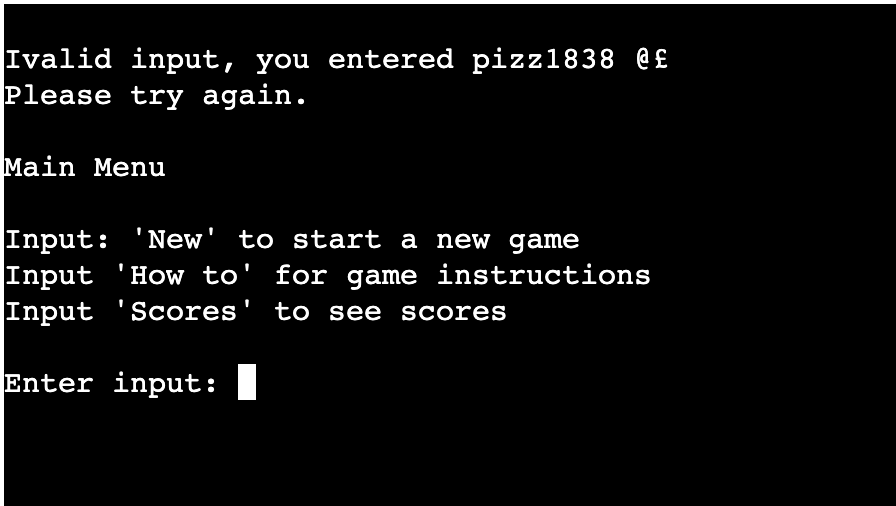 Ivalid input, you entered pizz1838 @£
Please try again.
Main Menu
Input: 'New' to start a new game
Input 'How to' for game instructions
Input 'Scores' to see scores
Enter input: